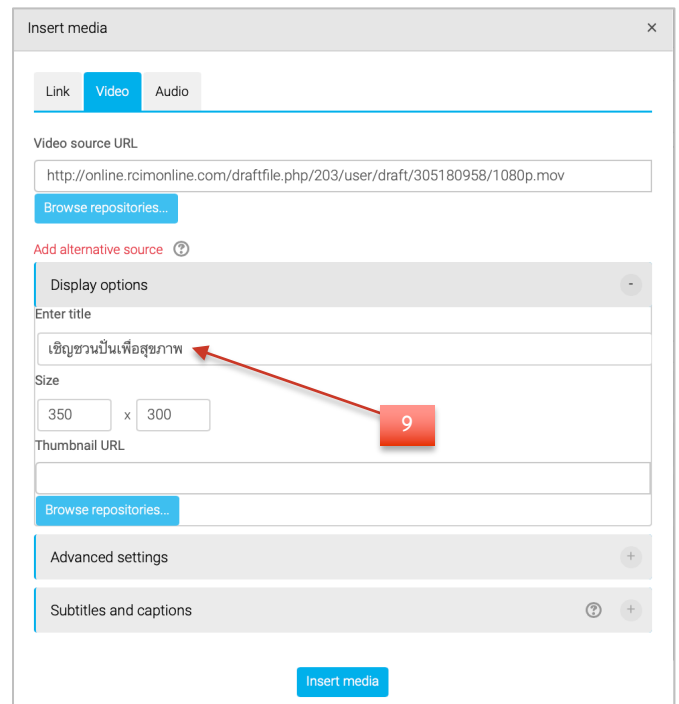 Insert media ×
Link Video Audio
Video source URL
http://online.rcimonline.com/draftfile.php/203/user/draft/305180958/1080p.mov
Browse repositories...
Add alternative source ?
Display options -
Enter title
เชิญชวนปั่นเพื่อสุขภาพ
Size
350 x 300
9
Thumbnail URL
Browse repositories...
Advanced settings +
Subtitles and captions ? +
Insert media